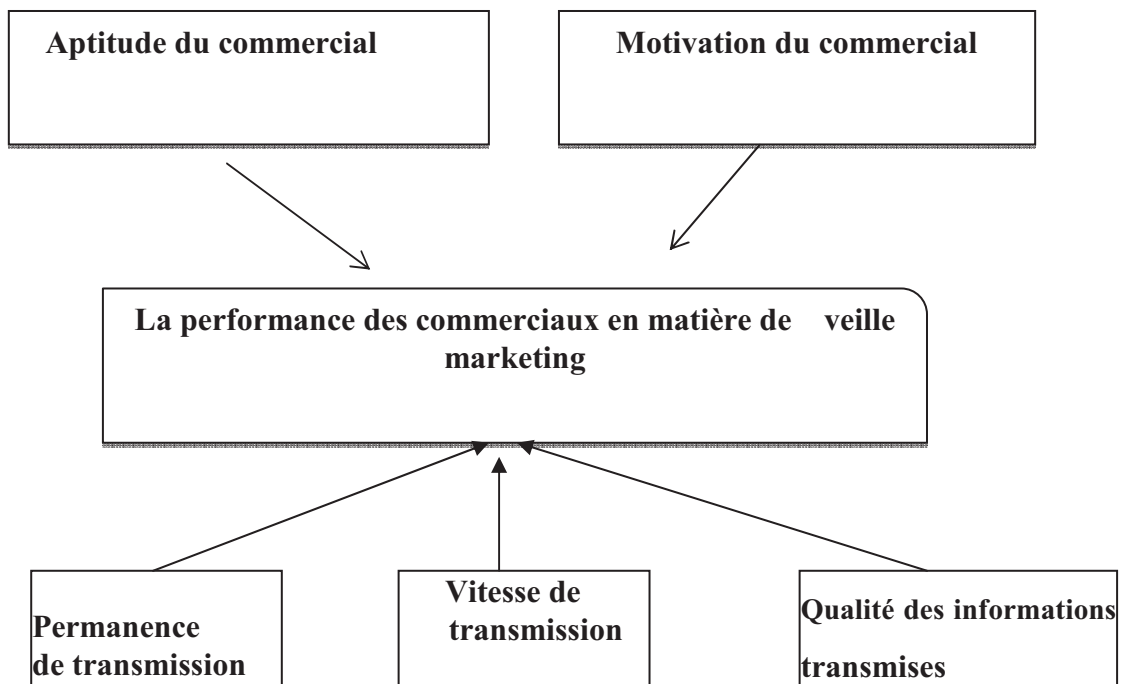 Aptitude du commercial
Motivation du commercial
La performance des commerciaux en matière de veille
marketing
Permanence
de transmission
Vitesse de
transmission
Qualité des informations
transmises